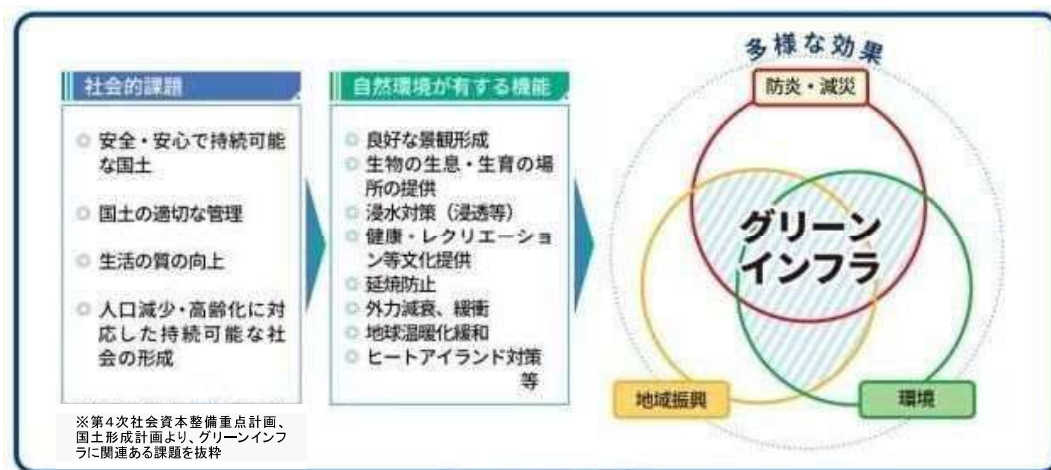 社会的課題
安全・安心で持続可能
な国土
国土の適切な管理
生活の質の向上
人口減少・高齢化に対
応した持続可能な社
会の形成
※第4次社会資本整備重点計画、
国土形成計画より、グリーンインフ
ラに関連ある課題を抜粋
自然環境が有する機能
良好な景観形成
生物の生息・生育の場
所の提供
浸水対策（浸透等）
健康・レクリエーショ
ン等文化提供
延焼防止
外力減衰、緩衝
地球温暖化緩和
ヒートアイランド対策
等
多様な効果
防炎・減災
グリーン
インフラ
地域振興
環境